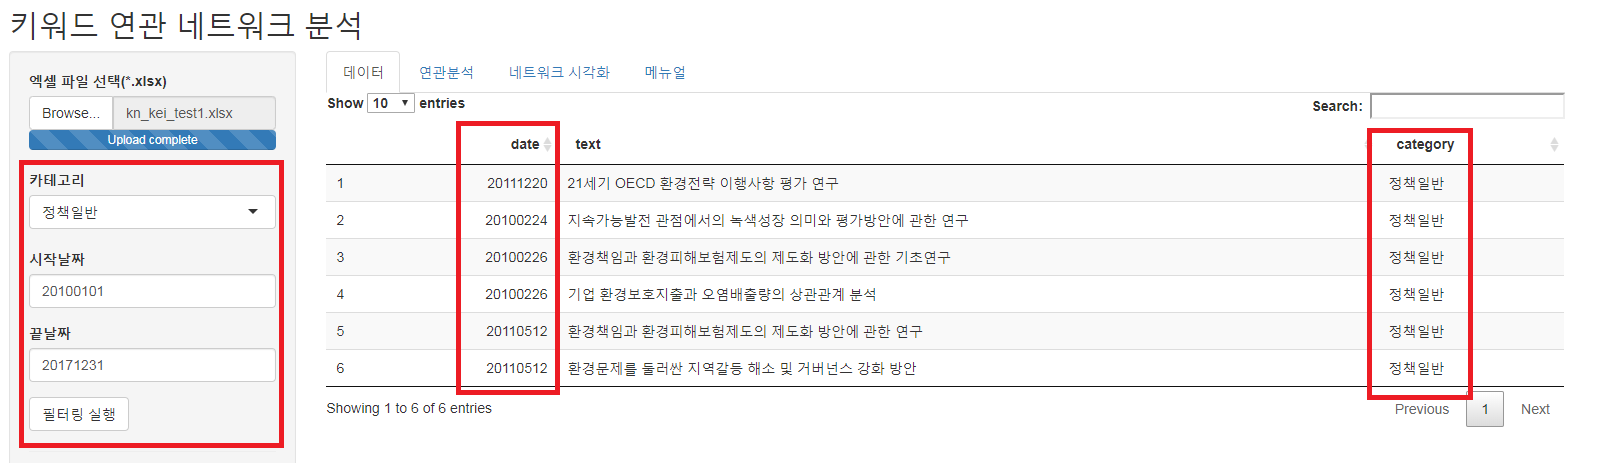 키워드 연관 네트워크 분석
엑셀 파일 선택(*.xlsx)
Browse... kn_kei_test1.xlsx
Upload complete
카테고리
정책일반
시작날짜
20100101
끝날짜
20171231
필터링 실행
데이터 연관분석 네트워크 시각화 메뉴얼
Show 10 entries Search:
date text category
1 20111220 21세기 OECD 환경전략 이행사항 평가 연구 정책일반
2 20100224 지속가능발전 관점에서의 녹색성장 의미와 평가방안에 관한 연구 정책일반
3 20100226 환경책임과 환경피해보험제도의 제도화 방안에 관한 기초연구 정책일반
4 20100226 기업 환경보호지출과 오염배출량의 상관관계 분석 정책일반
5 20110512 환경책임과 환경피해보험제도의 제도화 방안에 관한 연구 정책일반
6 20110512 환경문제를 둘러싼 지역갈등 해소 및 거버넌스 강화 방안 정책일반
Showing 1 to 6 of 6 entries Previous 1 Next